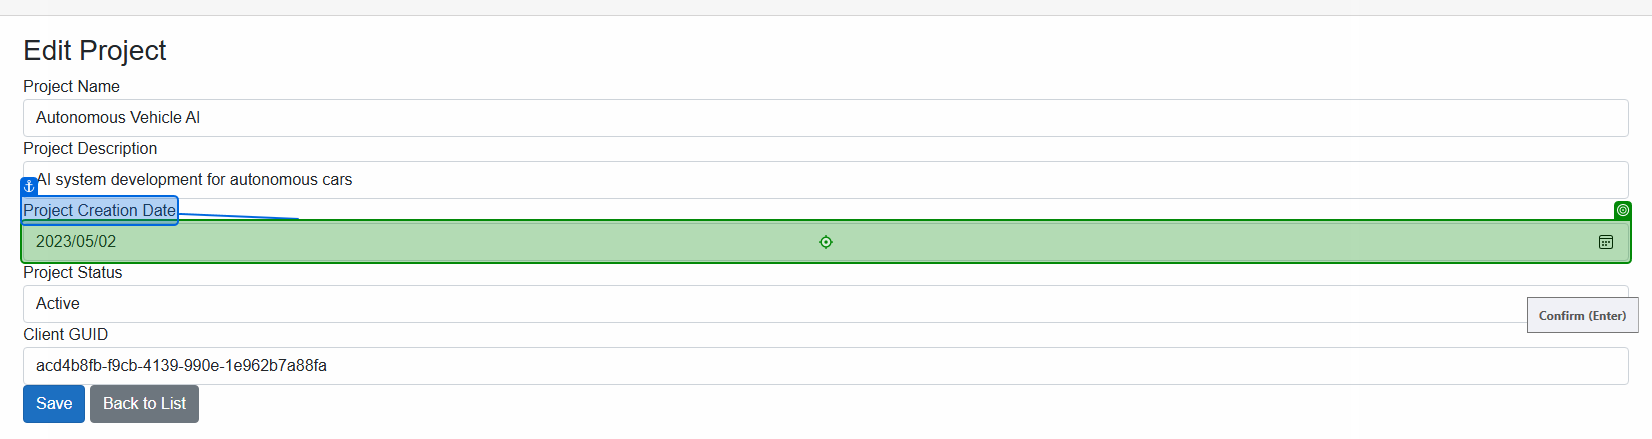 Edit Project
Project Name
Autonomous Vehicle AI
Project Description
AI system development for autonomous cars
Project Creation Date
2023/05/02
Project Status
Active
Confirm (Enter)
Client GUID
acd4b8fb-f9cb-4139-990e-1e962b7a88fa
Save Back to List